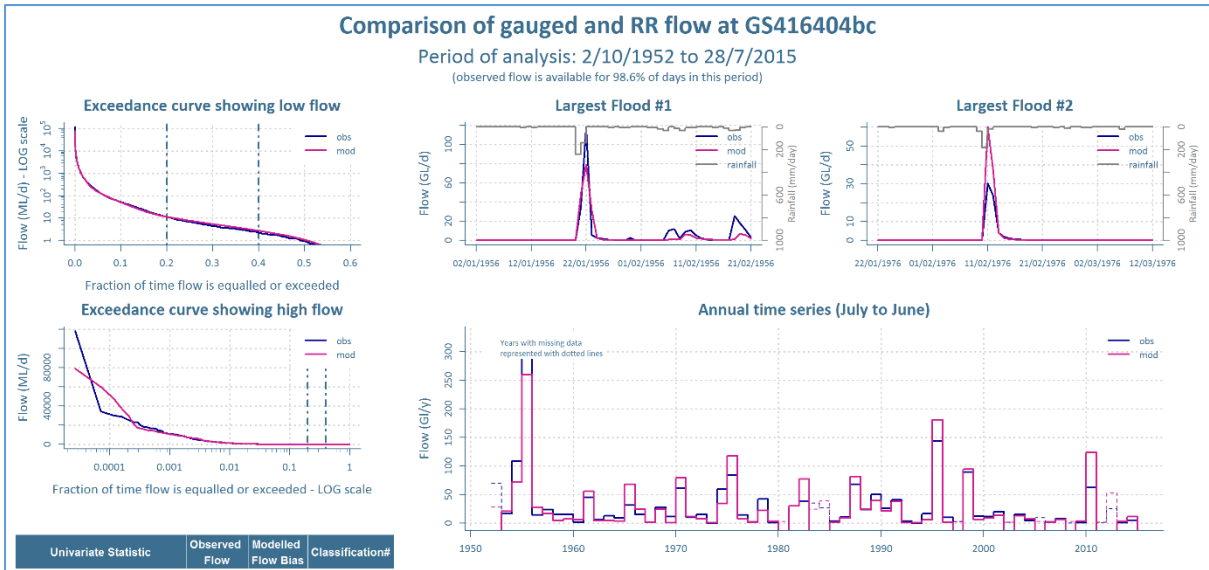 Comparison of gauged and RR flow at GS416404bc
Period of analysis: 2/10/1952 to 28/7/2015
(observed flow is available for 98.6% of days in this period)
Exceedance curve showing low flow
Flow (ML/d) - LOG scale
10^5
10^4
10^3
10^2
10
1
obs
mod
0.0 0.1 0.2 0.3 0.4 0.5 0.6
Fraction of time flow is equalled or exceeded
Largest Flood #1
Flow (GL/d)
100
80
60
40
20
0
obs
mod
rainfall
0
200
600
1000
Rainfall (mm/day)
02/01/1956 12/01/1956 22/01/1956 01/02/1956 11/02/1956 21/02/1956
Largest Flood #2
Flow (GL/d)
50
30
10
0
obs
mod
rainfall
0
200
600
1000
Rainfall (mm/day)
22/01/1976 01/02/1976 11/02/1976 21/02/1976 02/03/1976 12/03/1976
Exceedance curve showing high flow
Flow (ML/d)
80000
40000
0
obs
mod
0.0001 0.001 0.01 0.1 1
Fraction of time flow is equalled or exceeded - LOG scale
Annual time series (July to June)
Flow (Gl/y)
300
250
200
150
100
50
0
Years with missing data
represented with dotted lines
obs
mod
1950 1960 1970 1980 1990 2000 2010
Univariate Statistic
Observed
Flow
Modelled
Flow Bias
Classification#